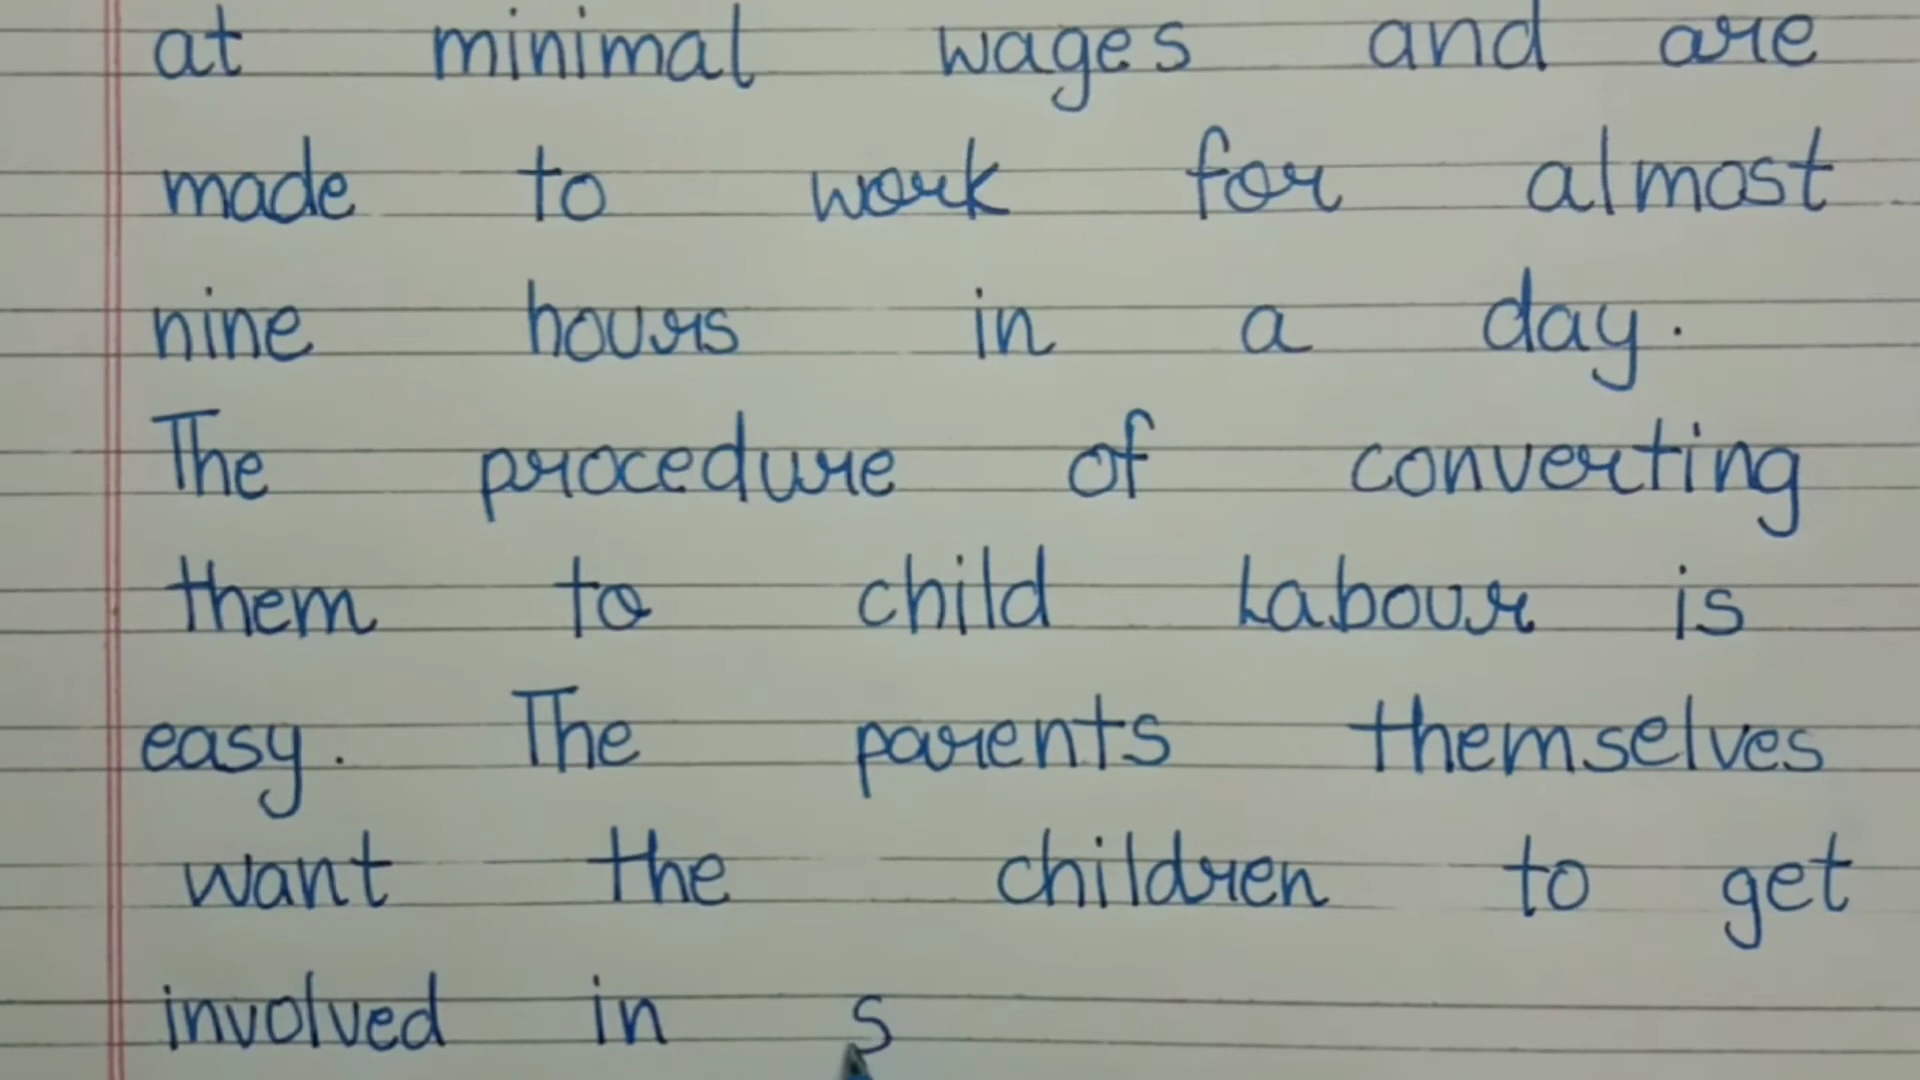 at minimal wages and are
made to work for almost
nine hours in a day.
The procedure of converting
them to child Labour is
easy. The parents themselves
want the children to get
involved in s